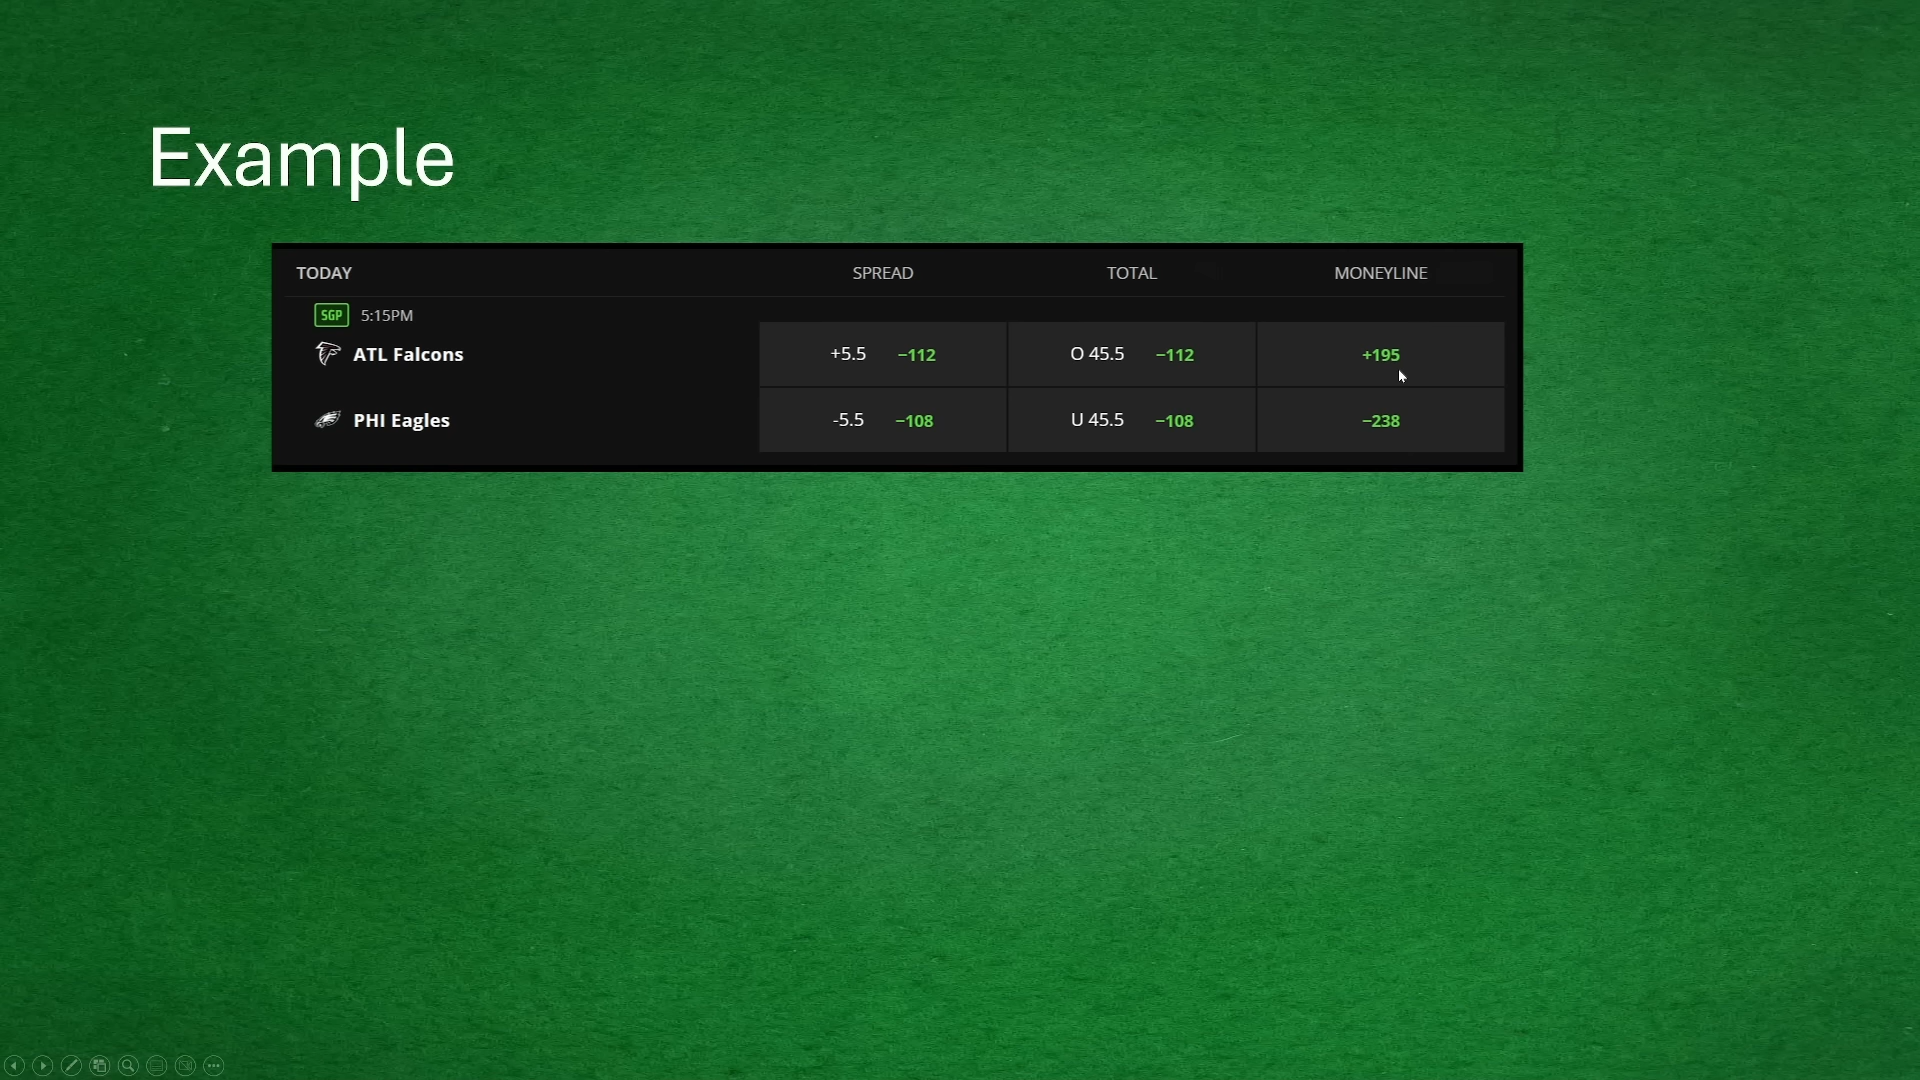 Example
TODAY SPREAD TOTAL MONEYLINE
SGP 5:15PM
ATL Falcons +5.5 −112 O 45.5 −112 +195
PHI Eagles -5.5 −108 U 45.5 −108 −238